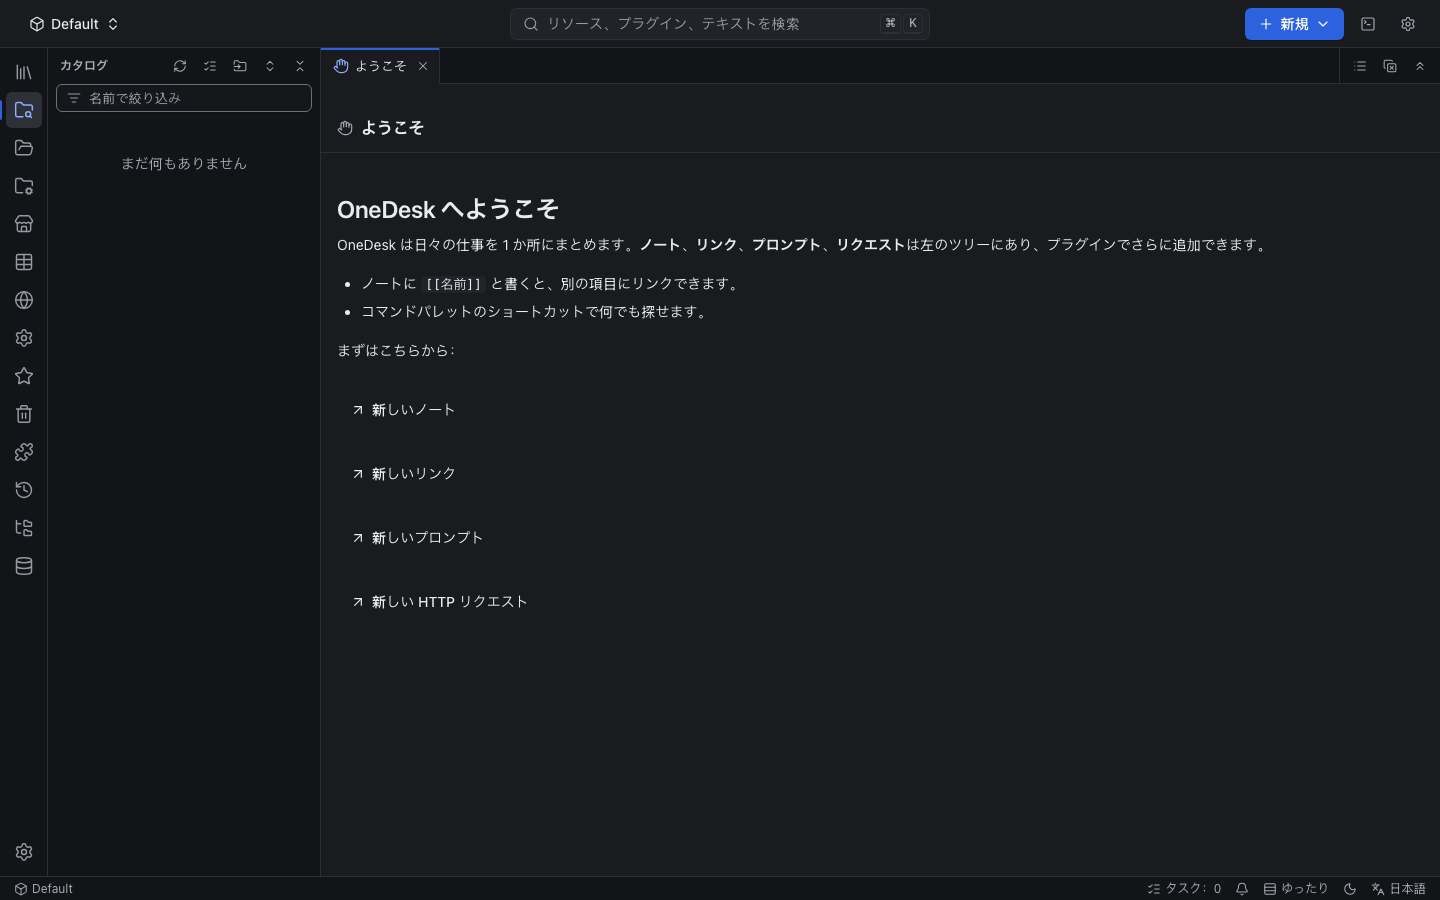 Default
リソース、プラグイン、テキストを検索
⌘ K
新規
カタログ
ようこそ
名前で絞り込み
まだ何もありません
ようこそ
OneDesk へようこそ
OneDesk は日々の仕事を 1 か所にまとめます。ノート、リンク、プロンプト、リクエストは左のツリーにあり、プラグインでさらに追加できます。
ノートに [[名前]] と書くと、別の項目にリンクできます。
コマンドパレットのショートカットで何でも探せます。
まずはこちらから：
新しいノート
新しいリンク
新しいプロンプト
新しい HTTP リクエスト
Default
タスク： 0
ゆったり
日本語